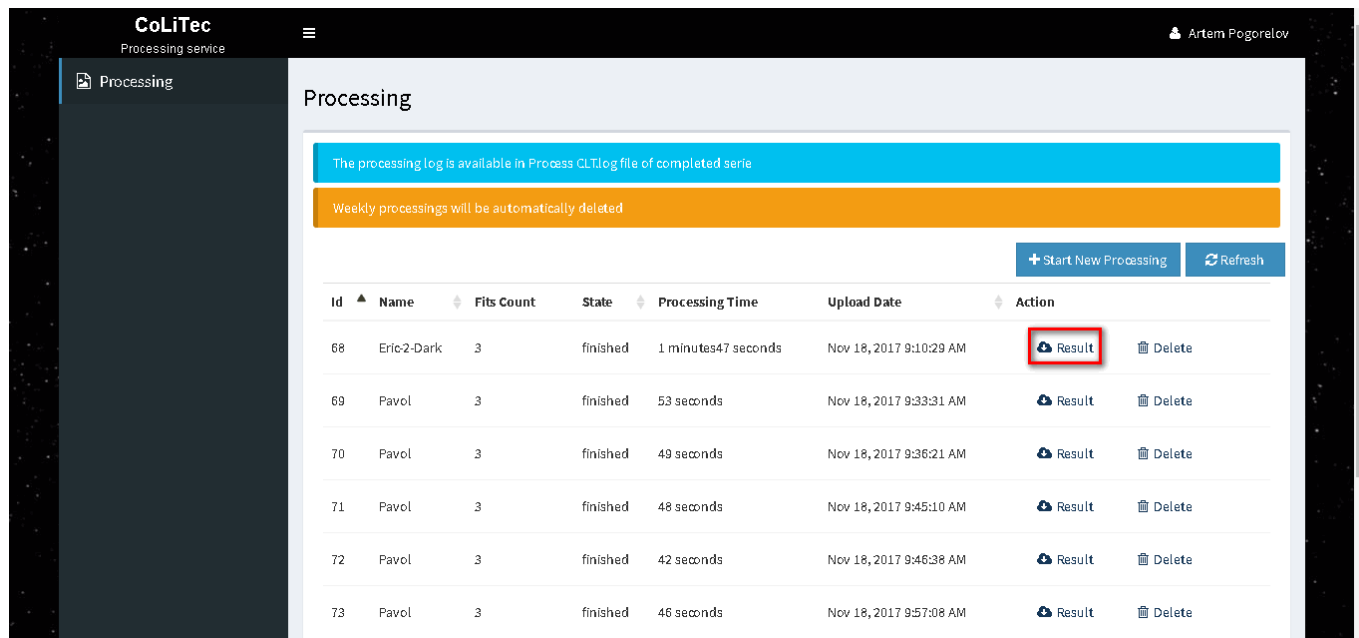 CoLiTec
Processing service
Artem Pogorelov
Processing
Processing
The processing log is available in Process CLT.log file of completed serie
Weekly processings will be automatically deleted
Start New Processing Refresh
Id Name Fits Count State Processing Time Upload Date Action
68 Eric-2-Dark 3 finished 1 minutes47 seconds Nov 18, 2017 9:10:29 AM Result Delete
69 Pavol 3 finished 53 seconds Nov 18, 2017 9:33:31 AM Result Delete
70 Pavol 3 finished 49 seconds Nov 18, 2017 9:36:21 AM Result Delete
71 Pavol 3 finished 48 seconds Nov 18, 2017 9:45:10 AM Result Delete
72 Pavol 3 finished 42 seconds Nov 18, 2017 9:46:38 AM Result Delete
73 Pavol 3 finished 46 seconds Nov 18, 2017 9:57:08 AM Result Delete